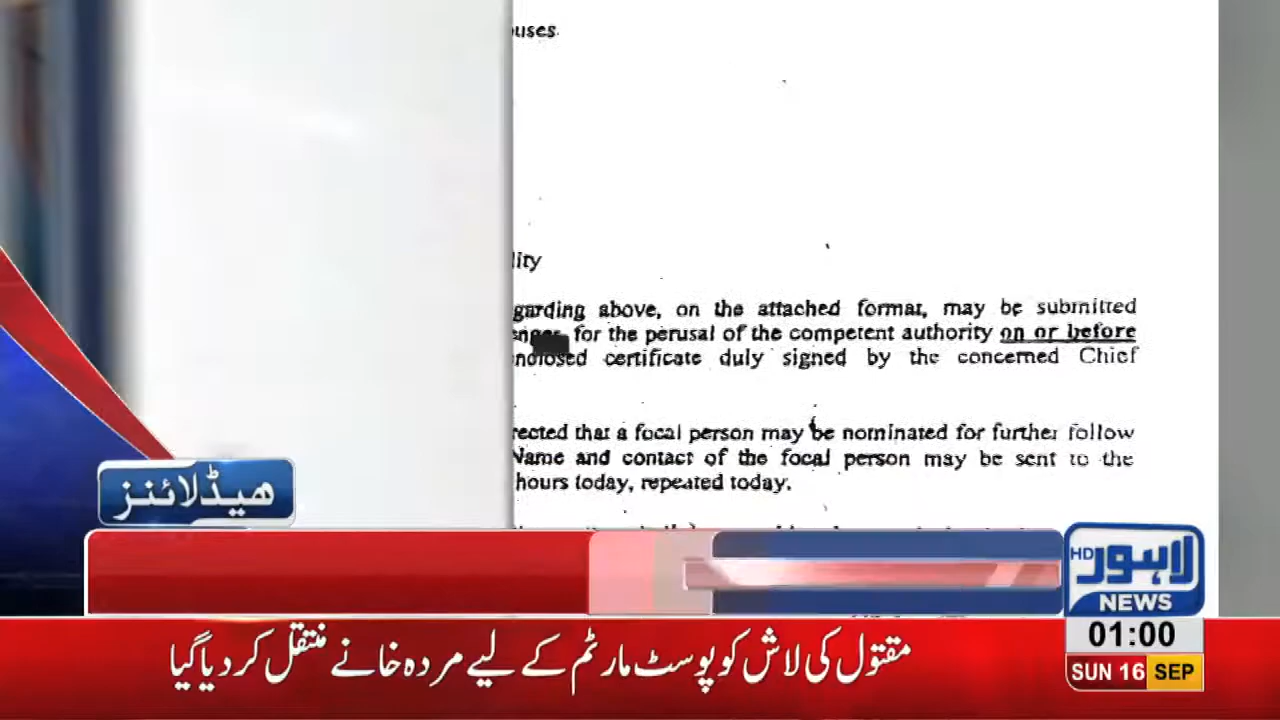 uses
lity
garding above, on the attached format, may be submitted
for the perusal of the competent authority on or before
nclosed certificate duly signed by the concerned Chief
rected that a focal person may be nominated for further follow
Name and contact of the focal person may be sent to the
hours today, repeated today.
ھیڈلائنز
HD لاہور
NEWS
01:00
SUN 16 SEP
مقتول کی لاش کو پوسٹ مارٹم کے لیے مردہ خانے منتقل کر دیا گیا